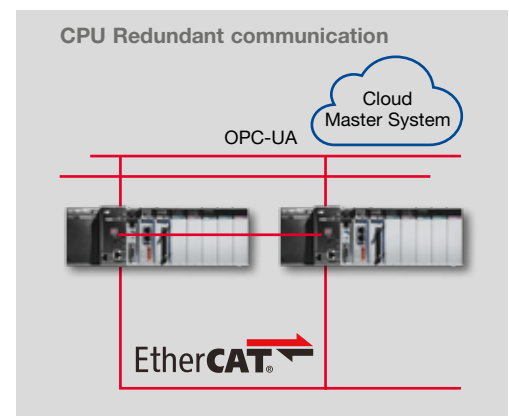 CPU Redundant communication
Cloud
Master System
OPC-UA
EtherCAT®